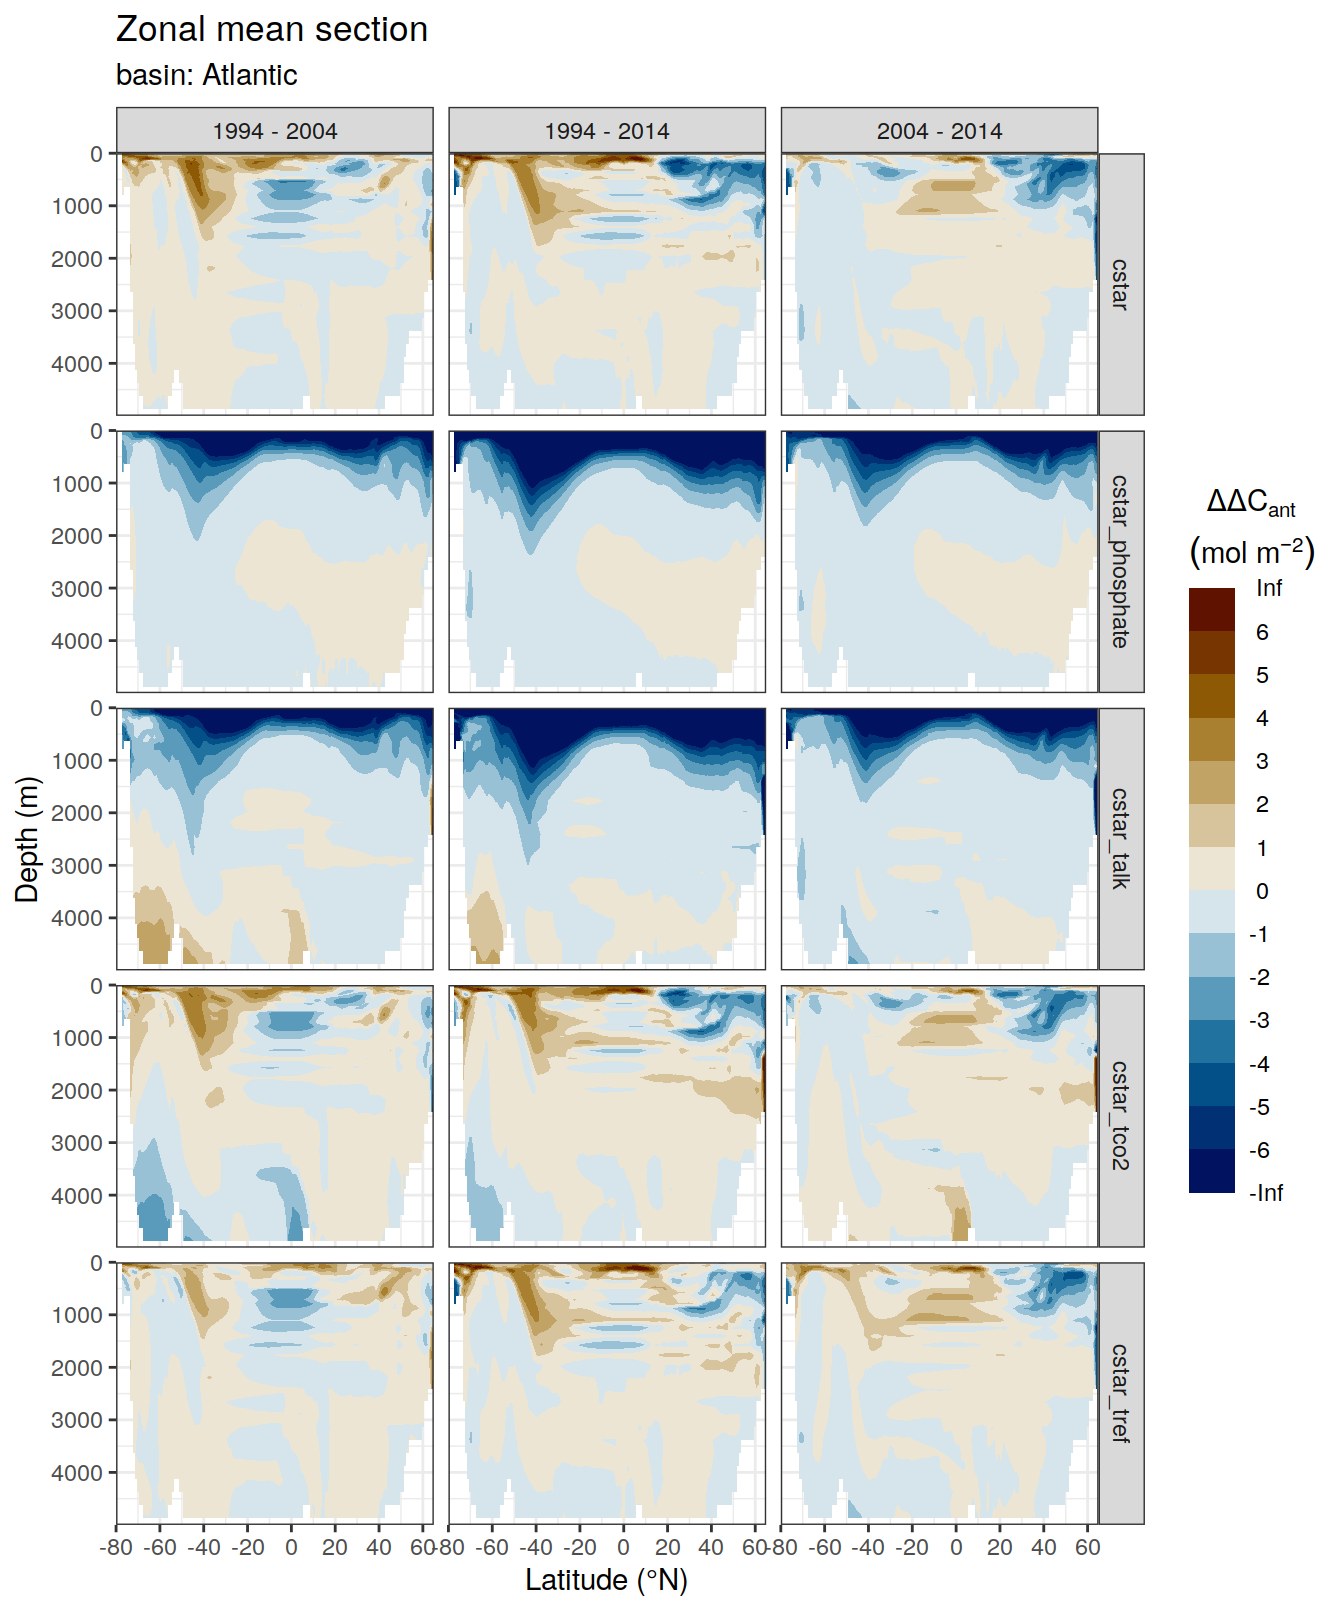 Zonal mean section
basin: Atlantic
1994 - 2004
1994 - 2014
2004 - 2014
0
1000
2000
3000
4000
cstar
0
1000
2000
3000
4000
cstar_phosphate
0
1000
2000
3000
4000
cstar_talk
0
1000
2000
3000
4000
cstar_tco2
0
1000
2000
3000
4000
cstar_tref
Depth (m)
-80 -60 -40 -20 0 20 40 60
-80 -60 -40 -20 0 20 40 60
-80 -60 -40 -20 0 20 40 60
Latitude (°N)
ΔΔCant
(mol m−2)
Inf
6
5
4
3
2
1
0
-1
-2
-3
-4
-5
-6
-Inf